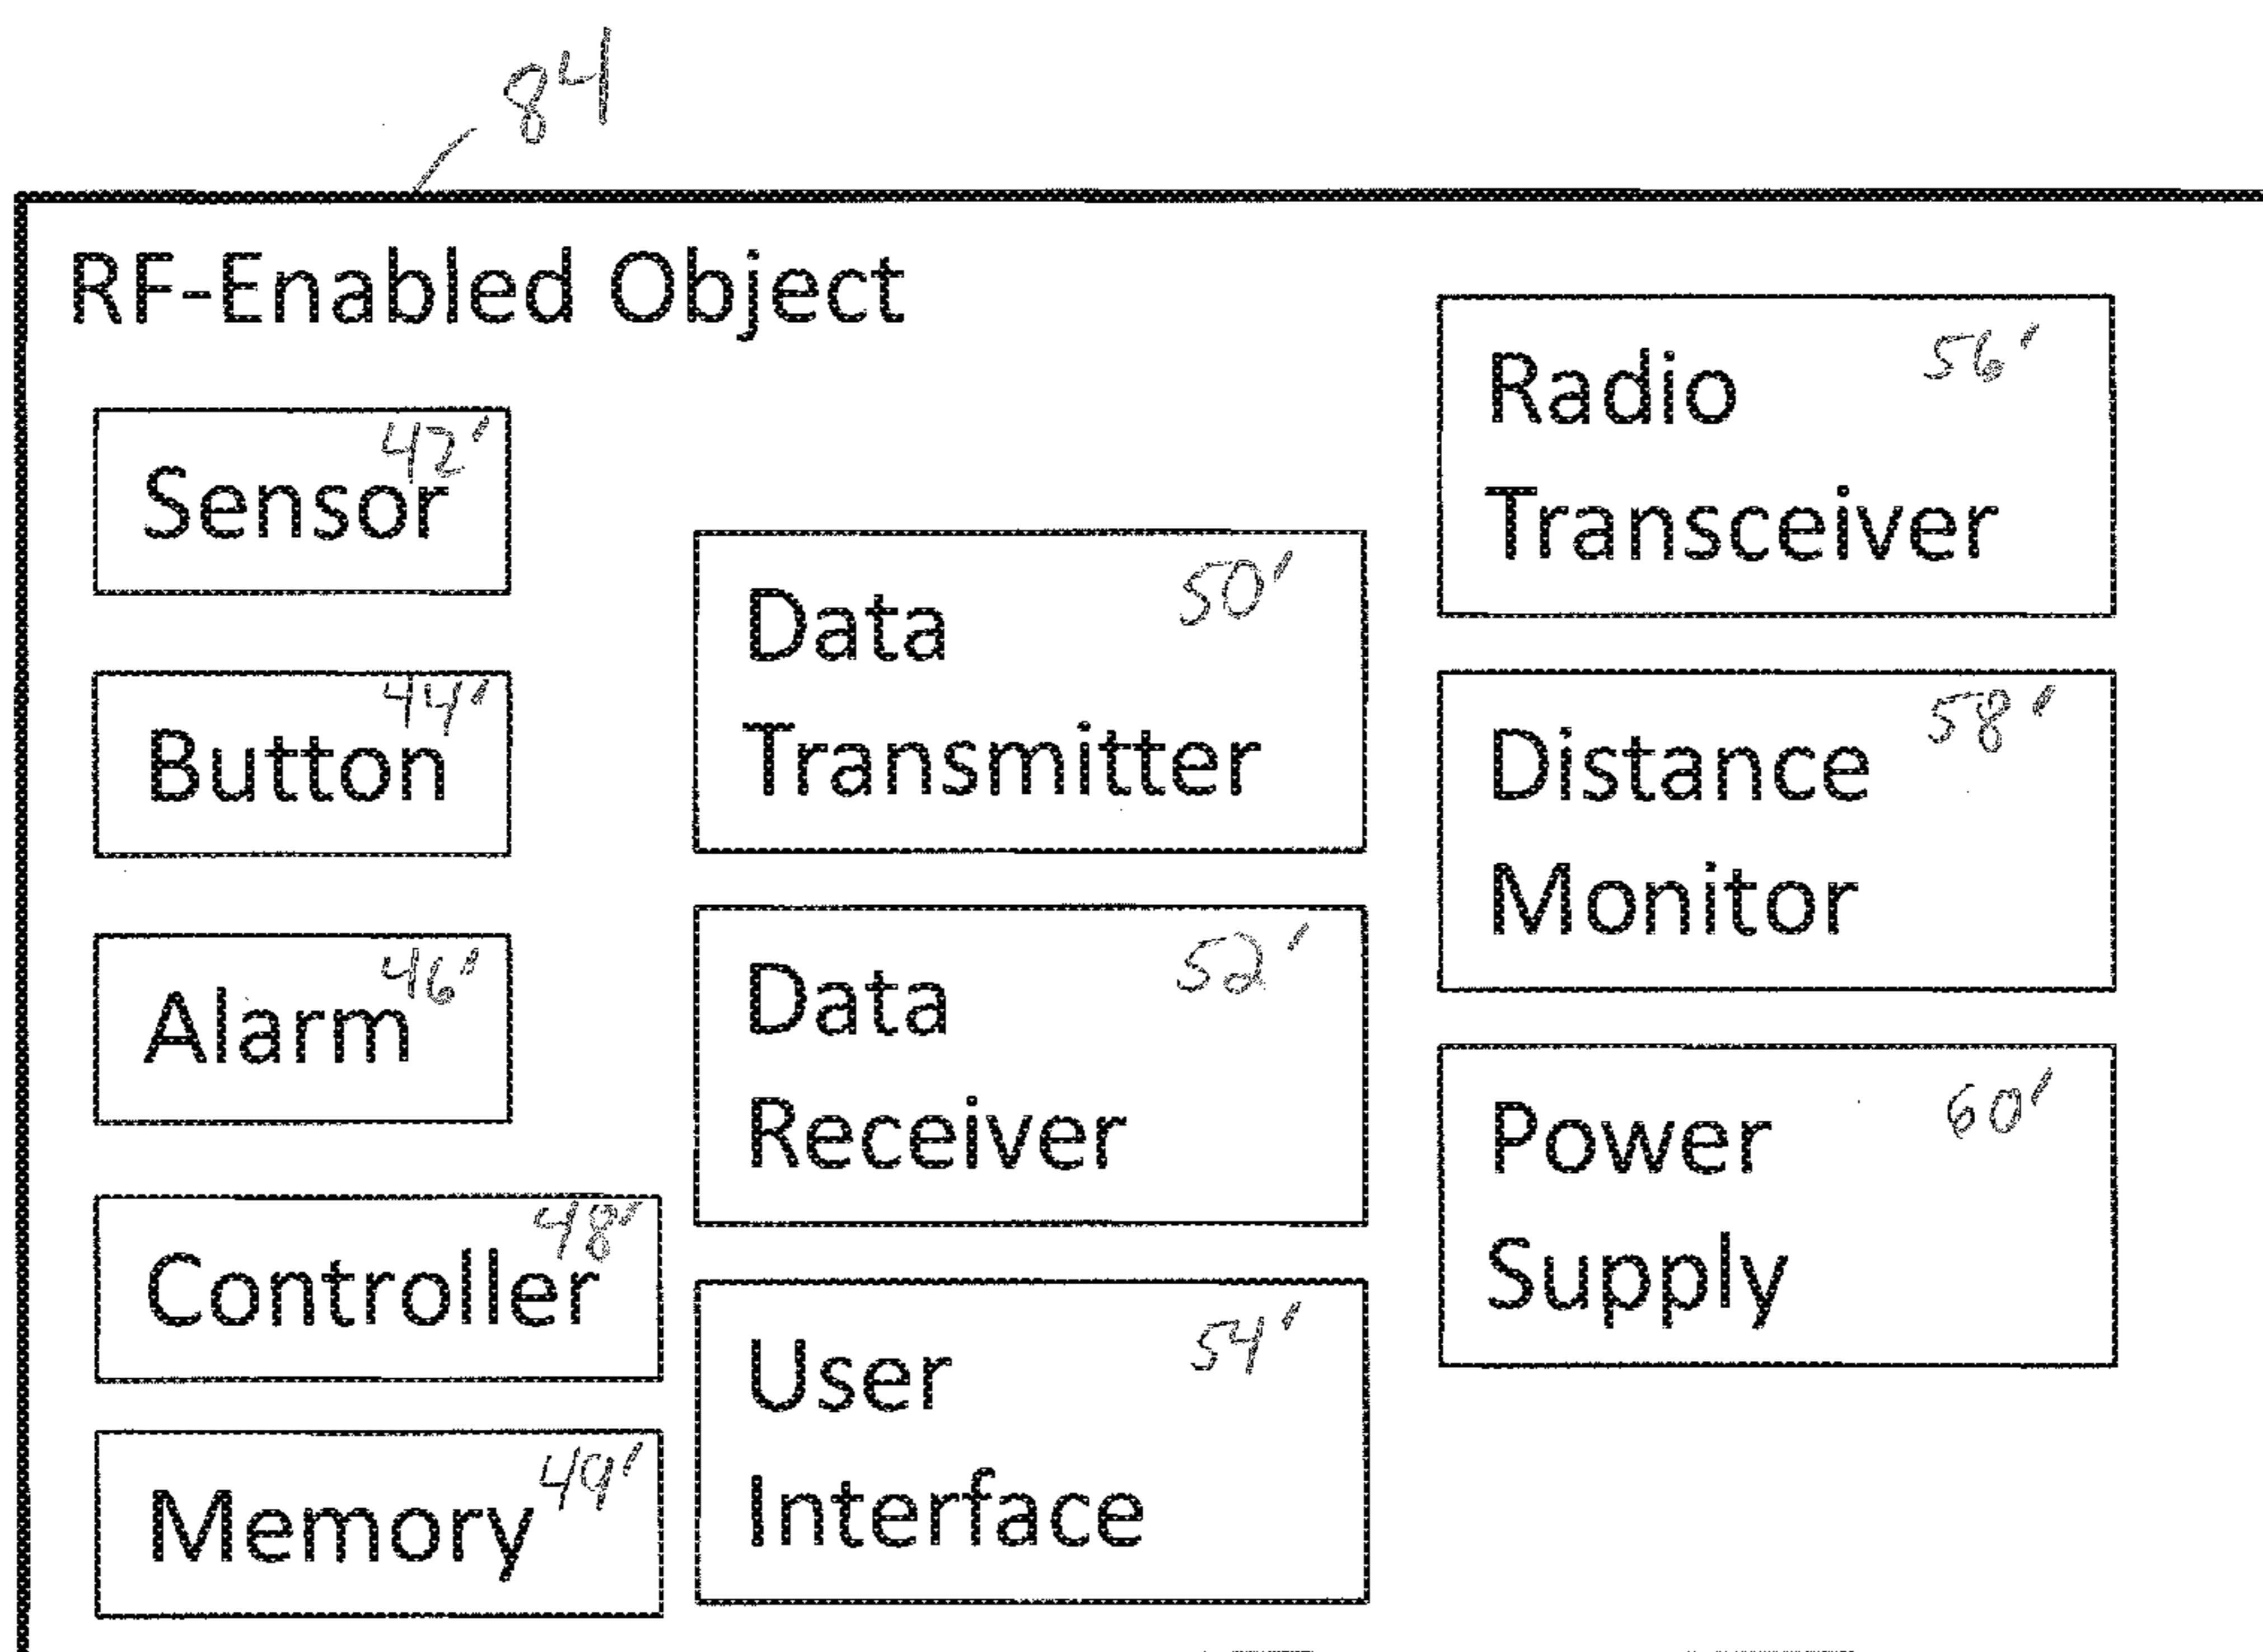 84
RF-Enabled Object
42'
Sensor
44'
Button
46'
Alarm
48'
Controller
49'
Memory
50'
Data
Transmitter
52'
Data
Receiver
54'
User
Interface
56'
Radio
Transceiver
58'
Distance
Monitor
60'
Power
Supply